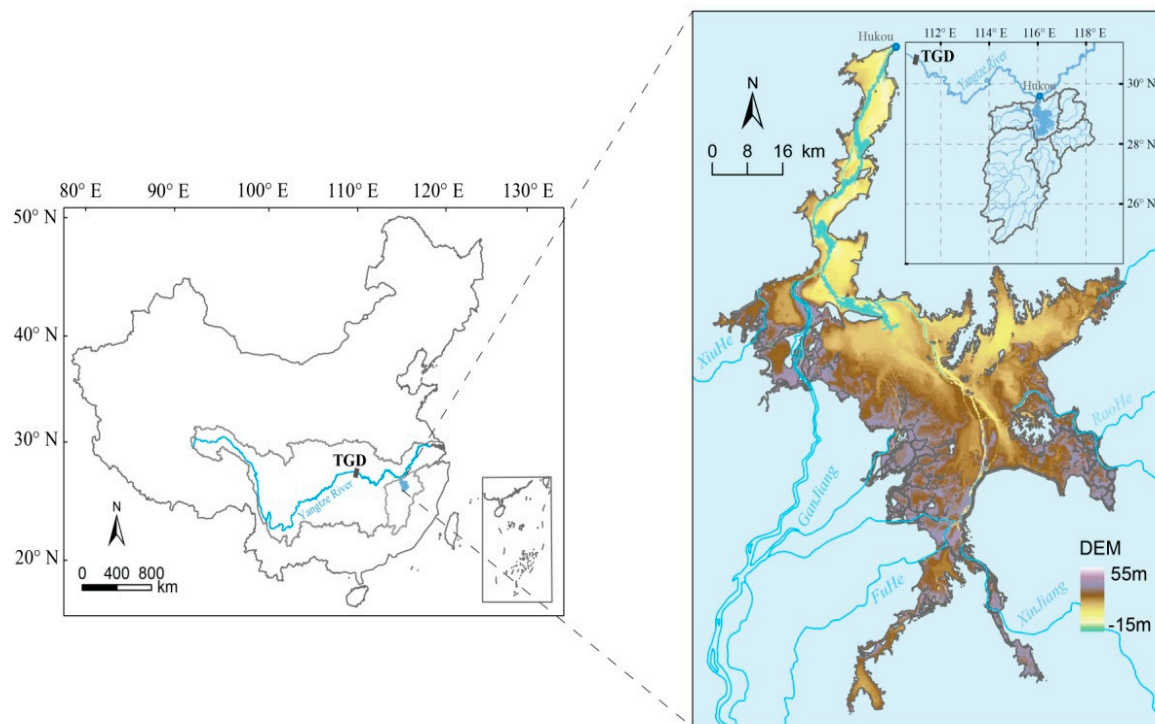 80° E
90° E
100° E
110° E
120° E
130° E
50° N
40° N
30° N
20° N
TGD
Yangtze River
N
0 400 800
km
Hukou
N
0 8 16 km
112° E
114° E
116° E
118° E
TGD
Yangtze River
Hukou
30° N
28° N
26° N
XiuHe
GanJiang
RaoHe
FuHe
XinJiang
DEM
55m
-15m